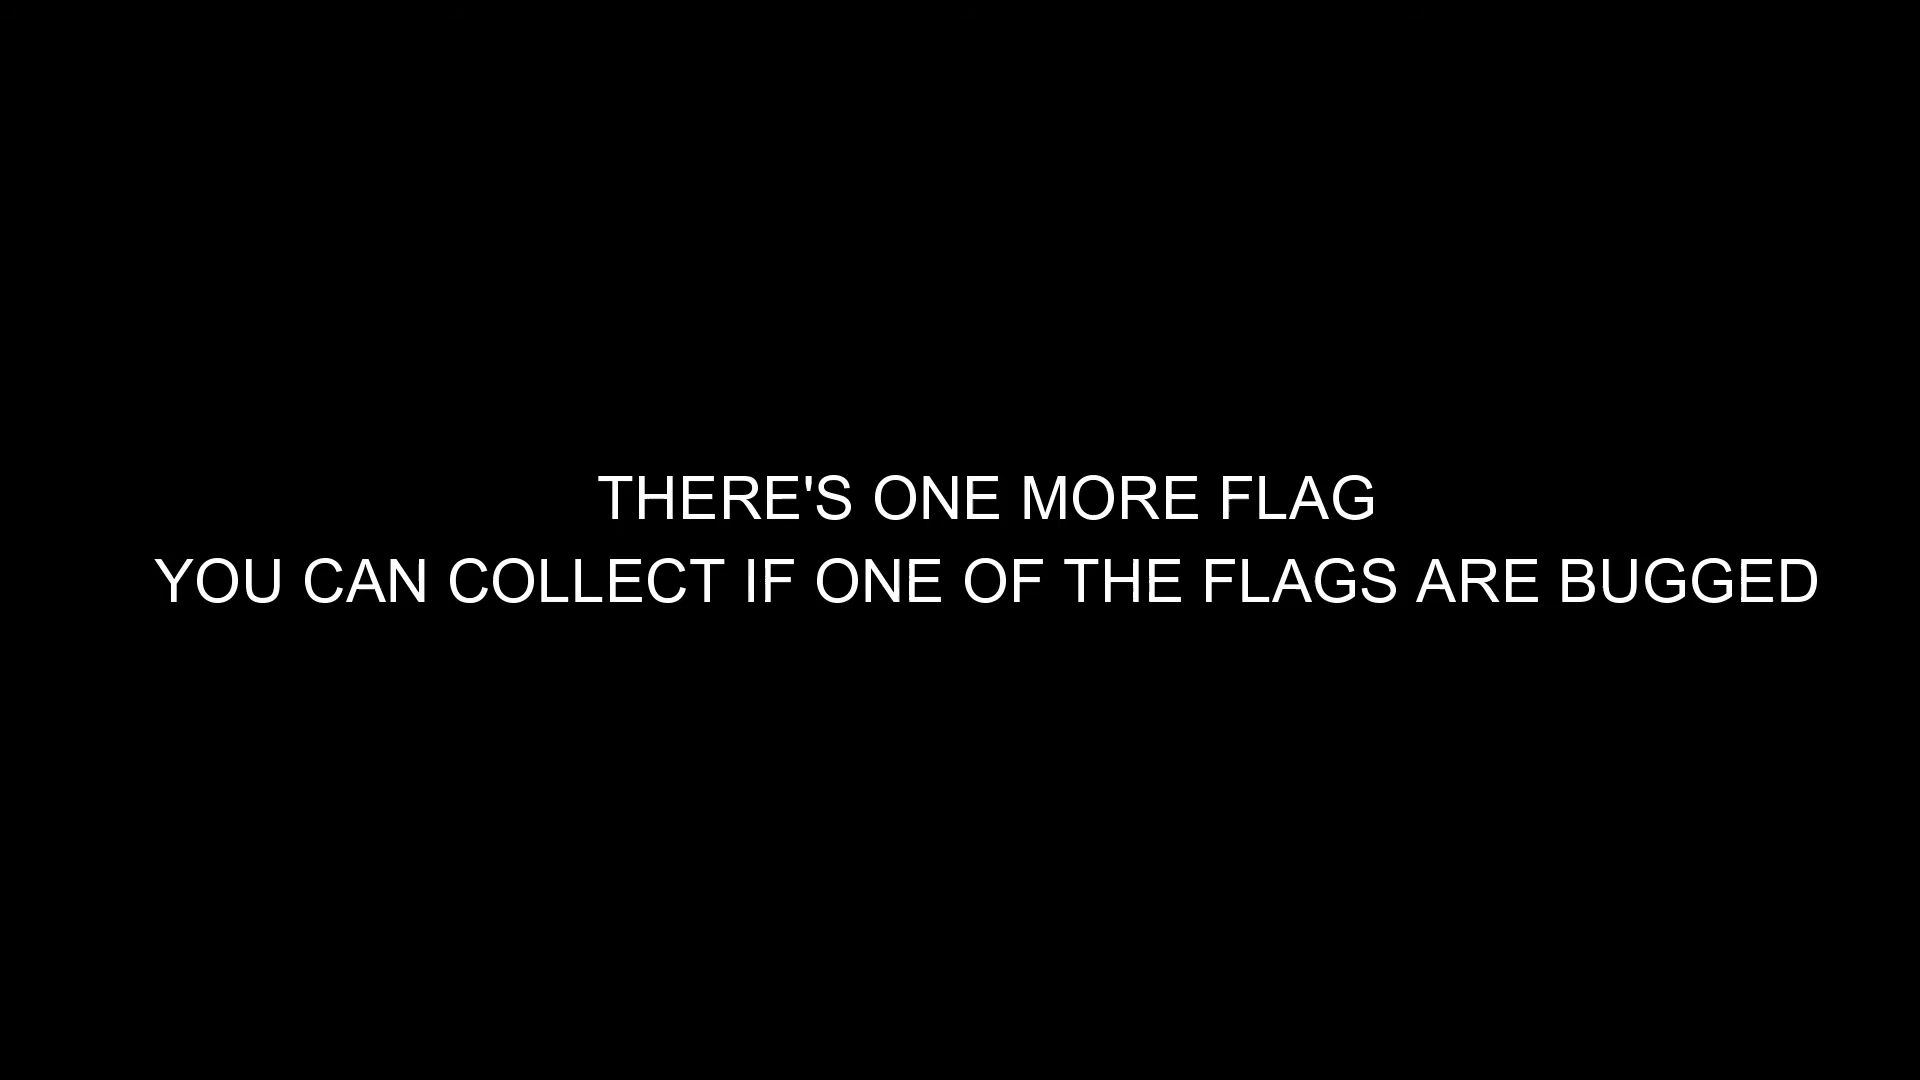 THERE'S ONE MORE FLAG
YOU CAN COLLECT IF ONE OF THE FLAGS ARE BUGGED